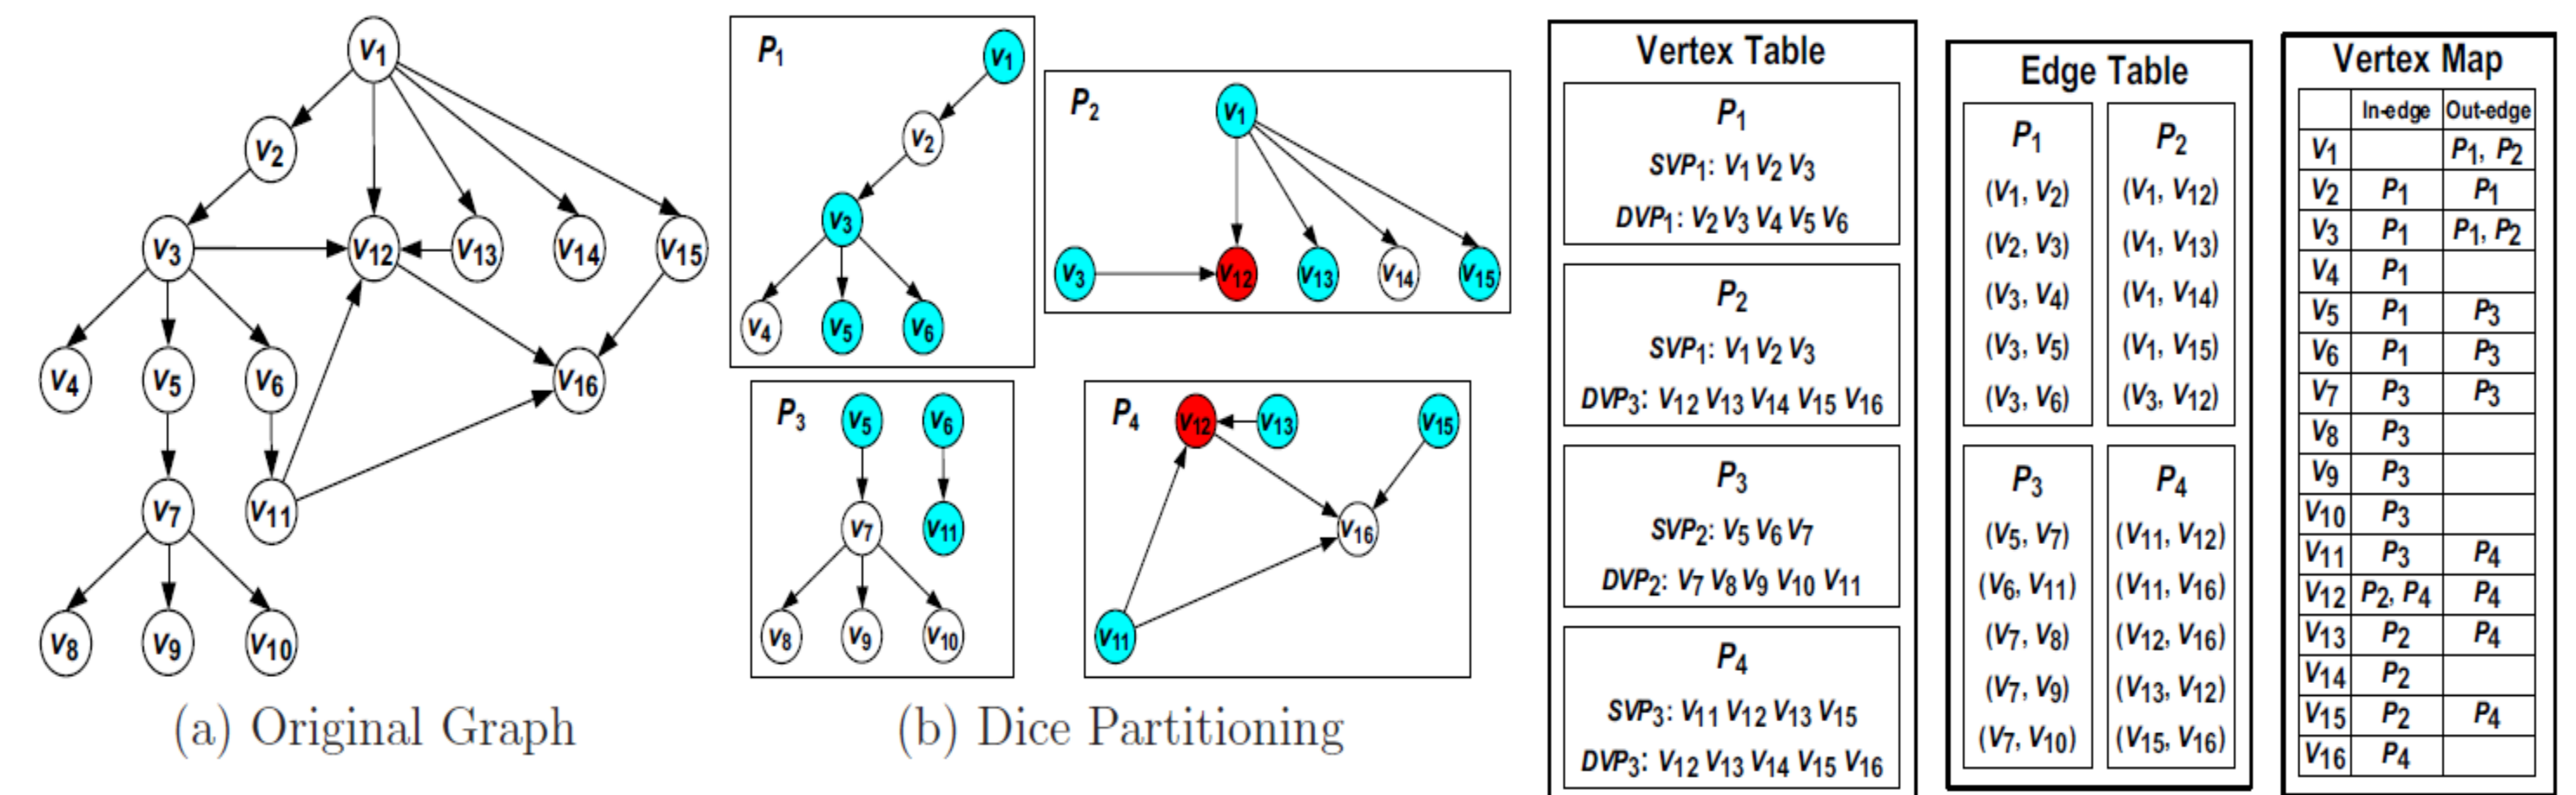 V1
V2
V3 V12 V13 V14 V15
V4 V5 V6 V16
V7 V11
V8 V9 V10
(a) Original Graph
P1
V1
V2
V3
V4 V5 V6
P2
V1
V3 V12 V13 V14 V15
P3
V5 V6
V7 V11
V8 V9 V10
P4
V12 V13 V15
V16
V11
(b) Dice Partitioning
Vertex Table
P1
SVP1: V1 V2 V3
DVP1: V2 V3 V4 V5 V6
P2
SVP1: V1 V2 V3
DVP3: V12 V13 V14 V15 V16
P3
SVP2: V5 V6 V7
DVP2: V7 V8 V9 V10 V11
P4
SVP3: V11 V12 V13 V15
DVP3: V12 V13 V14 V15 V16
Edge Table
P1
(V1, V2)
(V2, V3)
(V3, V4)
(V3, V5)
(V3, V6)
P2
(V1, V12)
(V1, V13)
(V1, V14)
(V1, V15)
(V3, V12)
P3
(V5, V7)
(V6, V11)
(V7, V8)
(V7, V9)
(V7, V10)
P4
(V11, V12)
(V11, V16)
(V12, V16)
(V13, V12)
(V15, V16)
Vertex Map
In-edge Out-edge
V1 P1, P2
V2 P1 P1
V3 P1 P1, P2
V4 P1
V5 P1 P3
V6 P1 P3
V7 P3 P3
V8 P3
V9 P3
V10 P3
V11 P3 P4
V12 P2, P4 P4
V13 P2 P4
V14 P2
V15 P2 P4
V16 P4